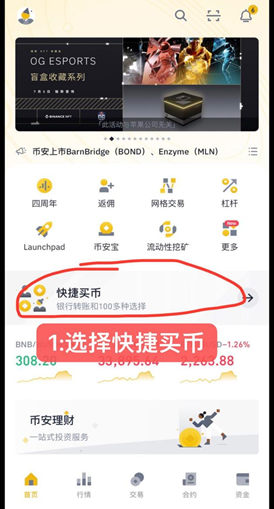 6
OG ESPORTS
盲盒收藏系列
BINANCE NFT
「此活动与苹果公司无关」
币安上市BarnBridge（BOND）、Enzyme（MLN）
四周年
返佣
网格交易
杠杆
New
Launchpad
币安宝
流动性挖矿
更多
快捷买币
银行转账和100多种选择
1:选择快捷买币
BNB/
-1.26%
308.20
33,895.64
2,263.88
币安理财
一站式投资服务
首页
行情
交易
合约
资金